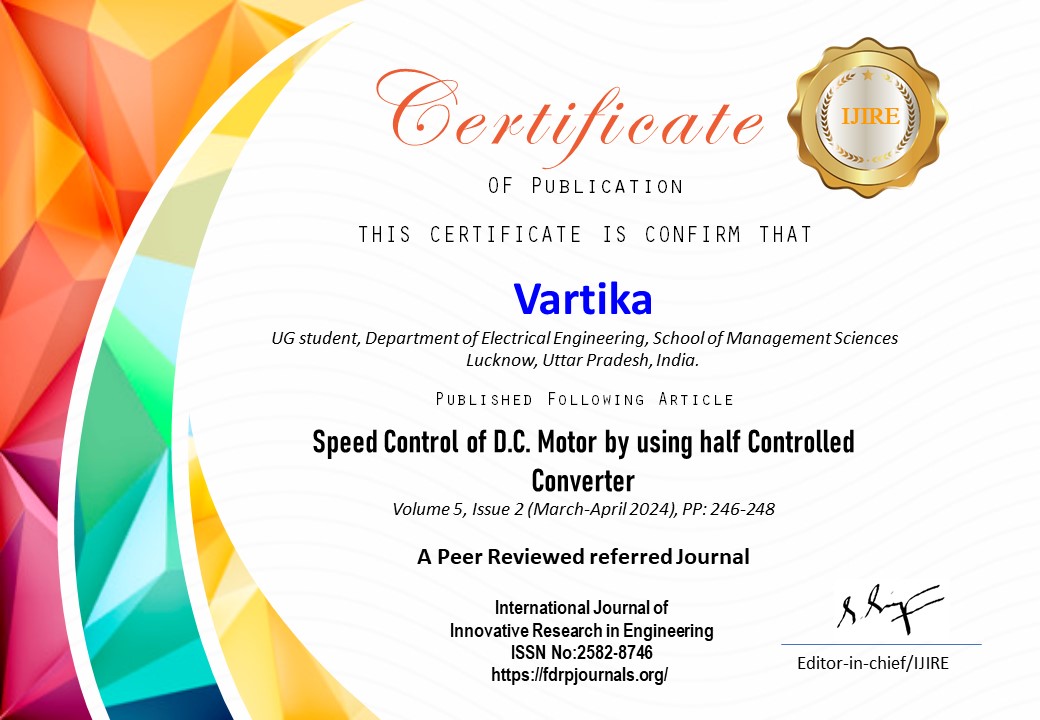 Certificate
IJIRE
OF PUBLICATION
THIS CERTIFICATE IS CONFIRM THAT
Vartika
UG student, Department of Electrical Engineering, School of Management Sciences
Lucknow, Uttar Pradesh, India.
PUBLISHED FOLLOWING ARTICLE
Speed Control of D.C. Motor by using half Controlled
Converter
Volume 5, Issue 2 (March-April 2024), PP: 246-248
A Peer Reviewed referred Journal
International Journal of
Innovative Research in Engineering
ISSN No:2582-8746
https://fdrpjournals.org/
Editor-in-chief/IJIRE